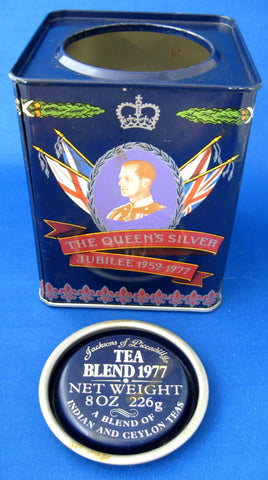 THE QUEEN'S SILVER
JUBILEE 1952-1977
Jacksons of Piccadilly
TEA
BLEND 1977
NET WEIGHT
8 OZ 226g
A BLEND OF
INDIAN AND CEYLON TEAS